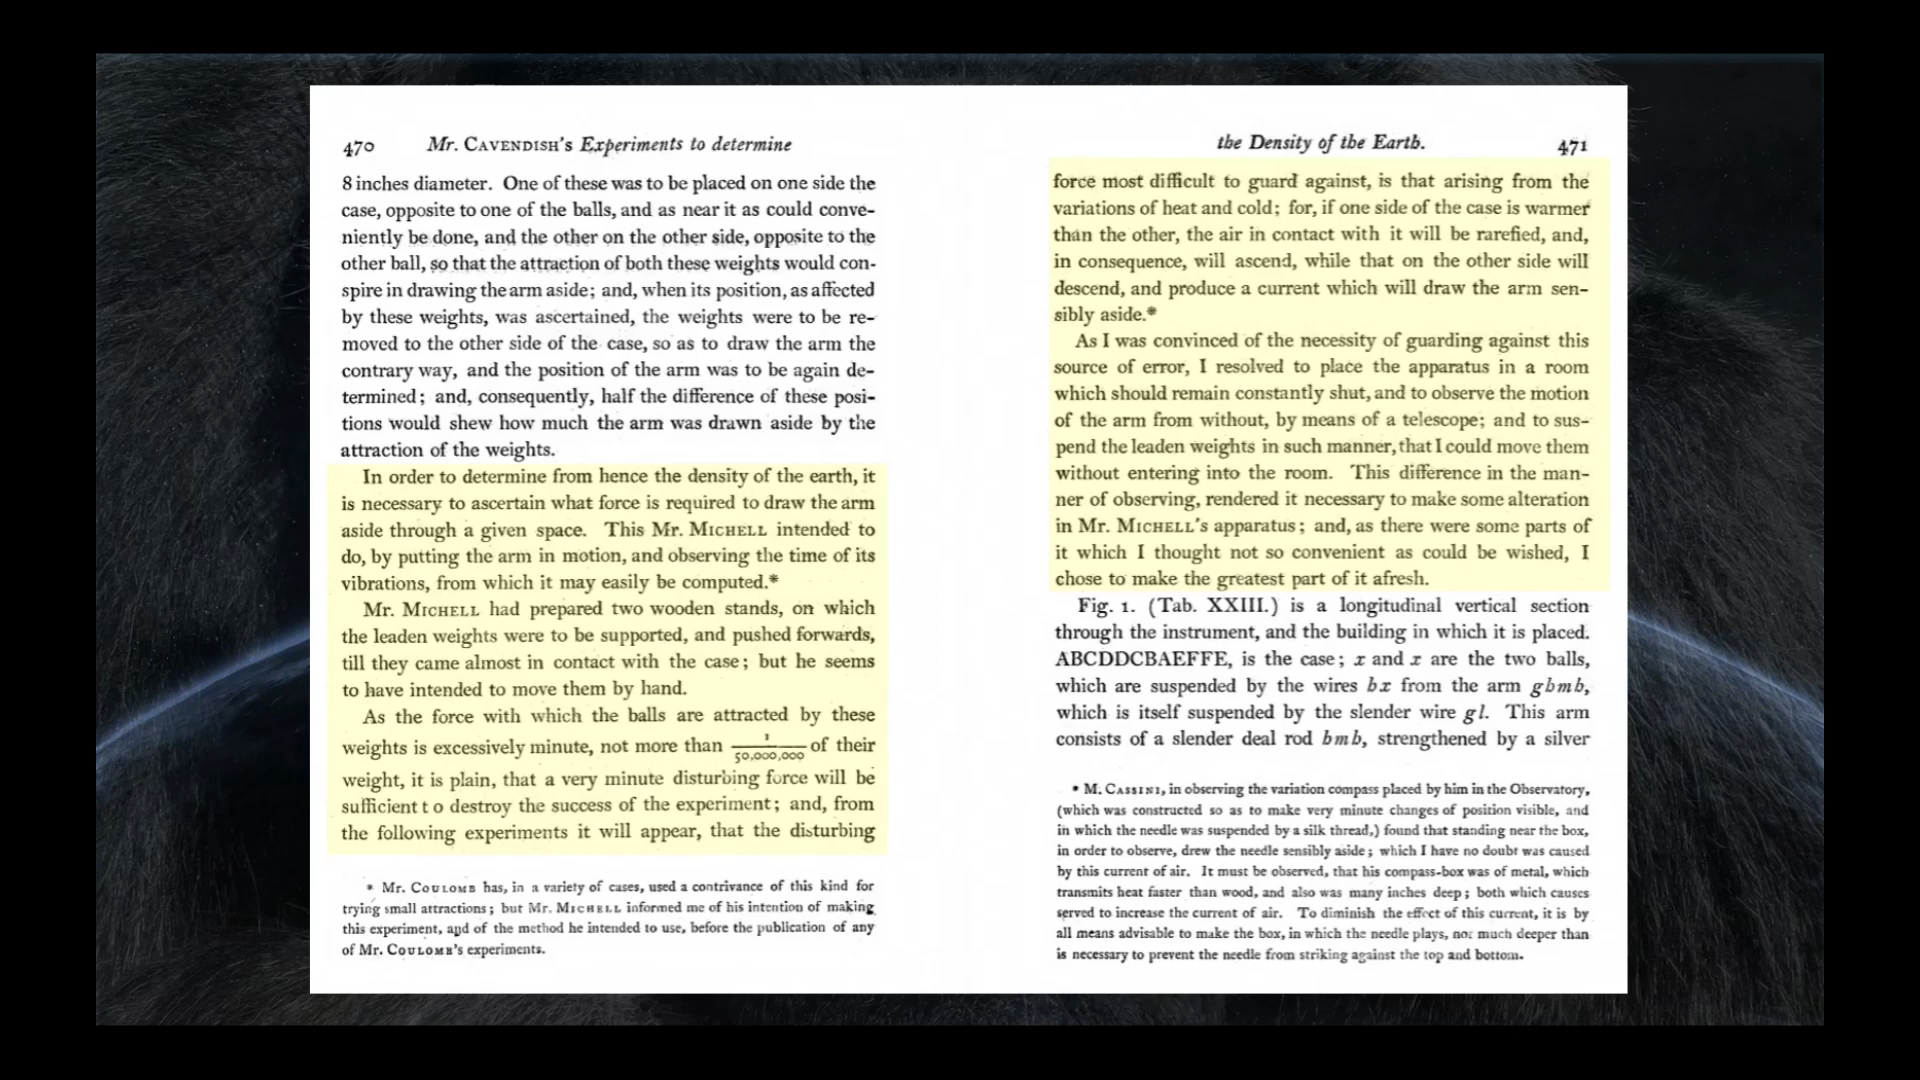 470 Mr. CAVENDISH'S Experiments to determine
8 inches diameter. One of these was to be placed on one side the
case, opposite to one of the balls, and as near it as could conve-
niently be done, and the other on the other side, opposite to the
other ball, so that the attraction of both these weights would con-
spire in drawing the arm aside; and, when its position, as affected
by these weights, was ascertained, the weights were to be re-
moved to the other side of the case, so as to draw the arm the
contrary way, and the position of the arm was to be again de-
termined; and, consequently, half the difference of these posi-
tions would shew how much the arm was drawn aside by the
attraction of the weights.
In order to determine from hence the density of the earth, it
is necessary to ascertain what force is required to draw the arm
aside through a given space. This Mr. MICHELL intended to
do, by putting the arm in motion, and observing the time of its
vibrations, from which it may easily be computed.*
Mr. MICHELL had prepared two wooden stands, on which
the leaden weights were to be supported, and pushed forwards,
till they came almost in contact with the case; but he seems
to have intended to move them by hand.
As the force with which the balls are attracted by these
weights is excessively minute, not more than 1/50,000,000 of their
weight, it is plain, that a very minute disturbing force will be
sufficient t o destroy the success of the experiment; and, from
the following experiments it will appear, that the disturbing
* Mr. COULOMB has, in a variety of cases, used a contrivance of this kind for
trying small attractions; but Mr. MICHELL informed me of his intention of making
this experiment, and of the method he intended to use, before the publication of any
of Mr. COULOMB's experiments.
the Density of the Earth. 471
force most difficult to guard against, is that arising from the
variations of heat and cold; for, if one side of the case is warmer
than the other, the air in contact with it will be rarefied, and,
in consequence, will ascend, while that on the other side will
descend, and produce a current which will draw the arm sen-
sibly aside.*
As I was convinced of the necessity of guarding against this
source of error, I resolved to place the apparatus in a room
which should remain constantly shut, and to observe the motion
of the arm from without, by means of a telescope; and to sus-
pend the leaden weights in such manner, that I could move them
without entering into the room. This difference in the man-
ner of observing, rendered it necessary to make some alteration
in Mr. MICHELL's apparatus; and, as there were some parts of
it which I thought not so convenient as could be wished, I
chose to make the greatest part of it afresh.
Fig. 1. (Tab. XXIII.) is a longitudinal vertical section
through the instrument, and the building in which it is placed.
ABCDDCBAEFFE, is the case; x and x are the two balls,
which are suspended by the wires hx from the arm ghmh,
which is itself suspended by the slender wire gl. This arm
consists of a slender deal rod hmh, strengthened by a silver
* M. CASSINI, in observing the variation compass placed by him in the Observatory,
(which was constructed so as to make very minute changes of position visible, and
in which the needle was suspended by a silk thread,) found that standing near the box,
in order to observe, drew the needle sensibly aside; which I have no doubt was caused
by this current of air. It must be observed, that his compass-box was of metal, which
transmits heat faster than wood, and also was many inches deep; both which causes
served to increase the current of air. To diminish the effect of this current, it is by
all means advisable to make the box, in which the needle plays, not much deeper than
is necessary to prevent the needle from striking against the top and bottom.